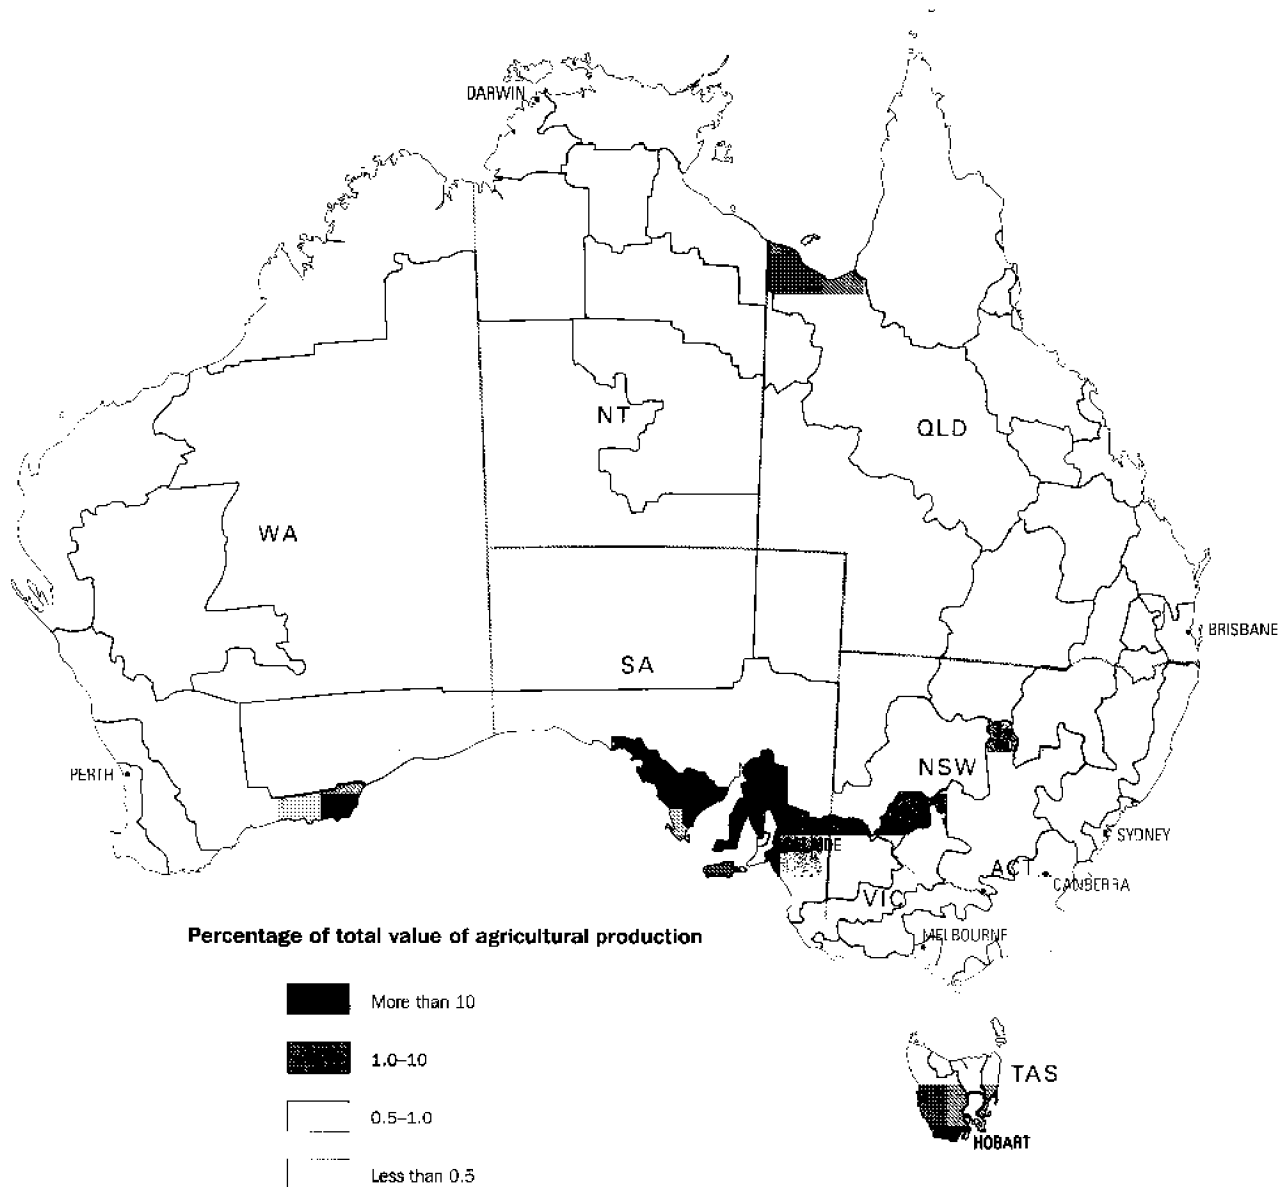 DARWIN
NT
QLD
WA
BRISBANE
SA
PERTH
NSW
SYDNEY
ACT
CANBERRA
VIC
MELBOURNE
Percentage of total value of agricultural production
More than 10
1.0–10
0.5–1.0
Less than 0.5
TAS
HOBART